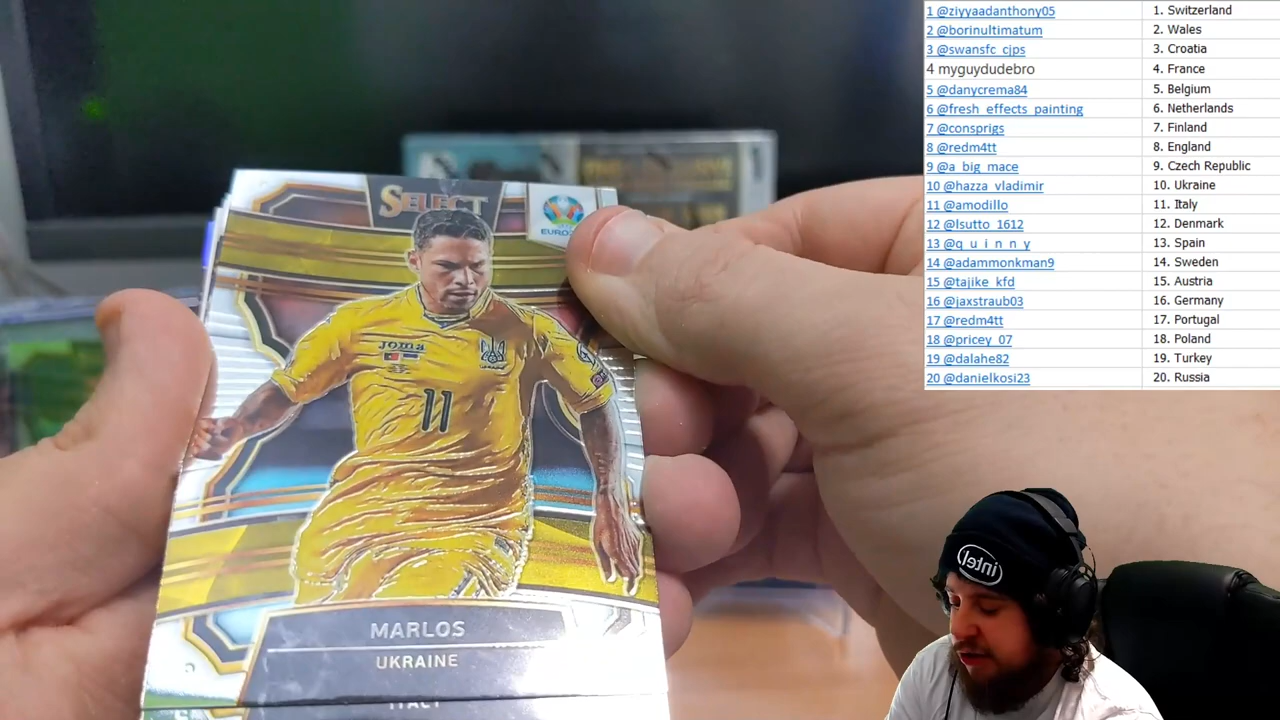 1 @ziyyaadanthony05 1. Switzerland
2 @borinultimatum 2. Wales
3 @swansfc_cjps 3. Croatia
4 myguydudebro 4. France
5 @danycrema84 5. Belgium
6 @fresh_effects_painting 6. Netherlands
7 @consprigs 7. Finland
8 @redm4tt 8. England
9 @a_big_mace 9. Czech Republic
10 @hazza_vladimir 10. Ukraine
11 @amodillo 11. Italy
12 @lsutto_1612 12. Denmark
13 @q_u_i_n_n_y 13. Spain
14 @adammonkman9 14. Sweden
15 @tajike_kfd 15. Austria
16 @jaxstraub03 16. Germany
17 @redm4tt 17. Portugal
18 @pricey_07 18. Poland
19 @dalahe82 19. Turkey
20 @danielkosi23 20. Russia
SELECT
joma
11
MARLOS
UKRAINE
ITALY
intel